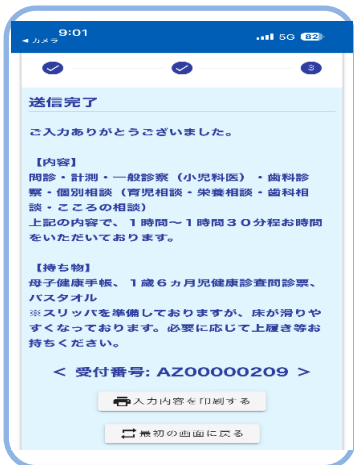 9:01
5G 82
◀ カメラ
3
送信完了
ご入力ありがとうございました。
【内容】
問診・計測・一般診察（小児科医）・歯科診
察・個別相談（育児相談・栄養相談・歯科相
談・こころの相談）
上記の内容で、１時間～１時間３０分程お時間
をいただいております。
【持ち物】
母子健康手帳、１歳６ヵ月児健康診査問診票、
バスタオル
※スリッパを準備しておりますが、床が滑りや
すくなっております。必要に応じて上履き等お
持ちください。
< 受付番号: AZ00000209 >
入力内容を印刷する
最初の画面に戻る